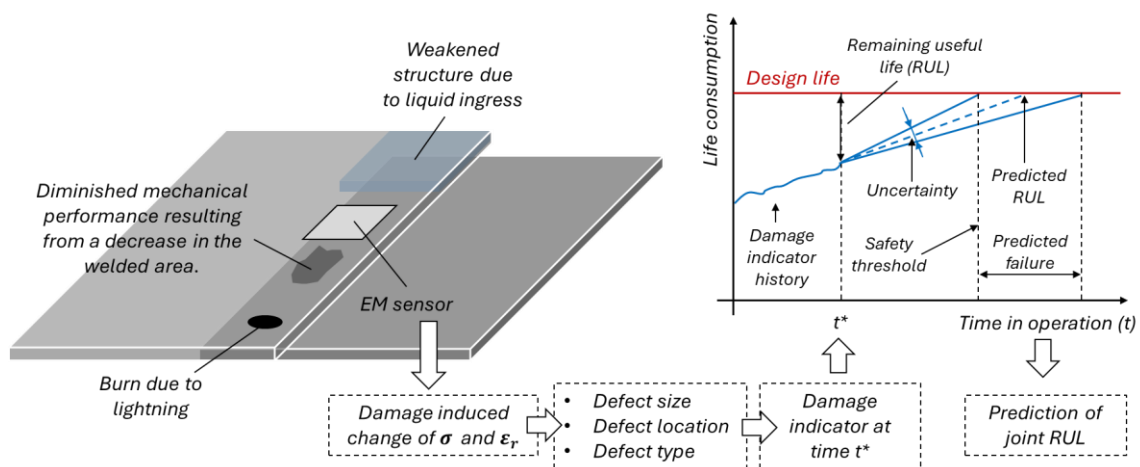 Weakened
structure due
to liquid ingress
Diminished mechanical
performance resulting
from a decrease in the
welded area.
EM sensor
Burn due to
lightning
Life consumption
Design life
Remaining useful
life (RUL)
Uncertainty
Predicted
RUL
Damage
indicator
history
Safety
threshold
Predicted
failure
t*
Time in operation (t)
Damage induced
change of σ and εᵣ
• Defect size
• Defect location
• Defect type
Damage
indicator at
time t*
Prediction of
joint RUL